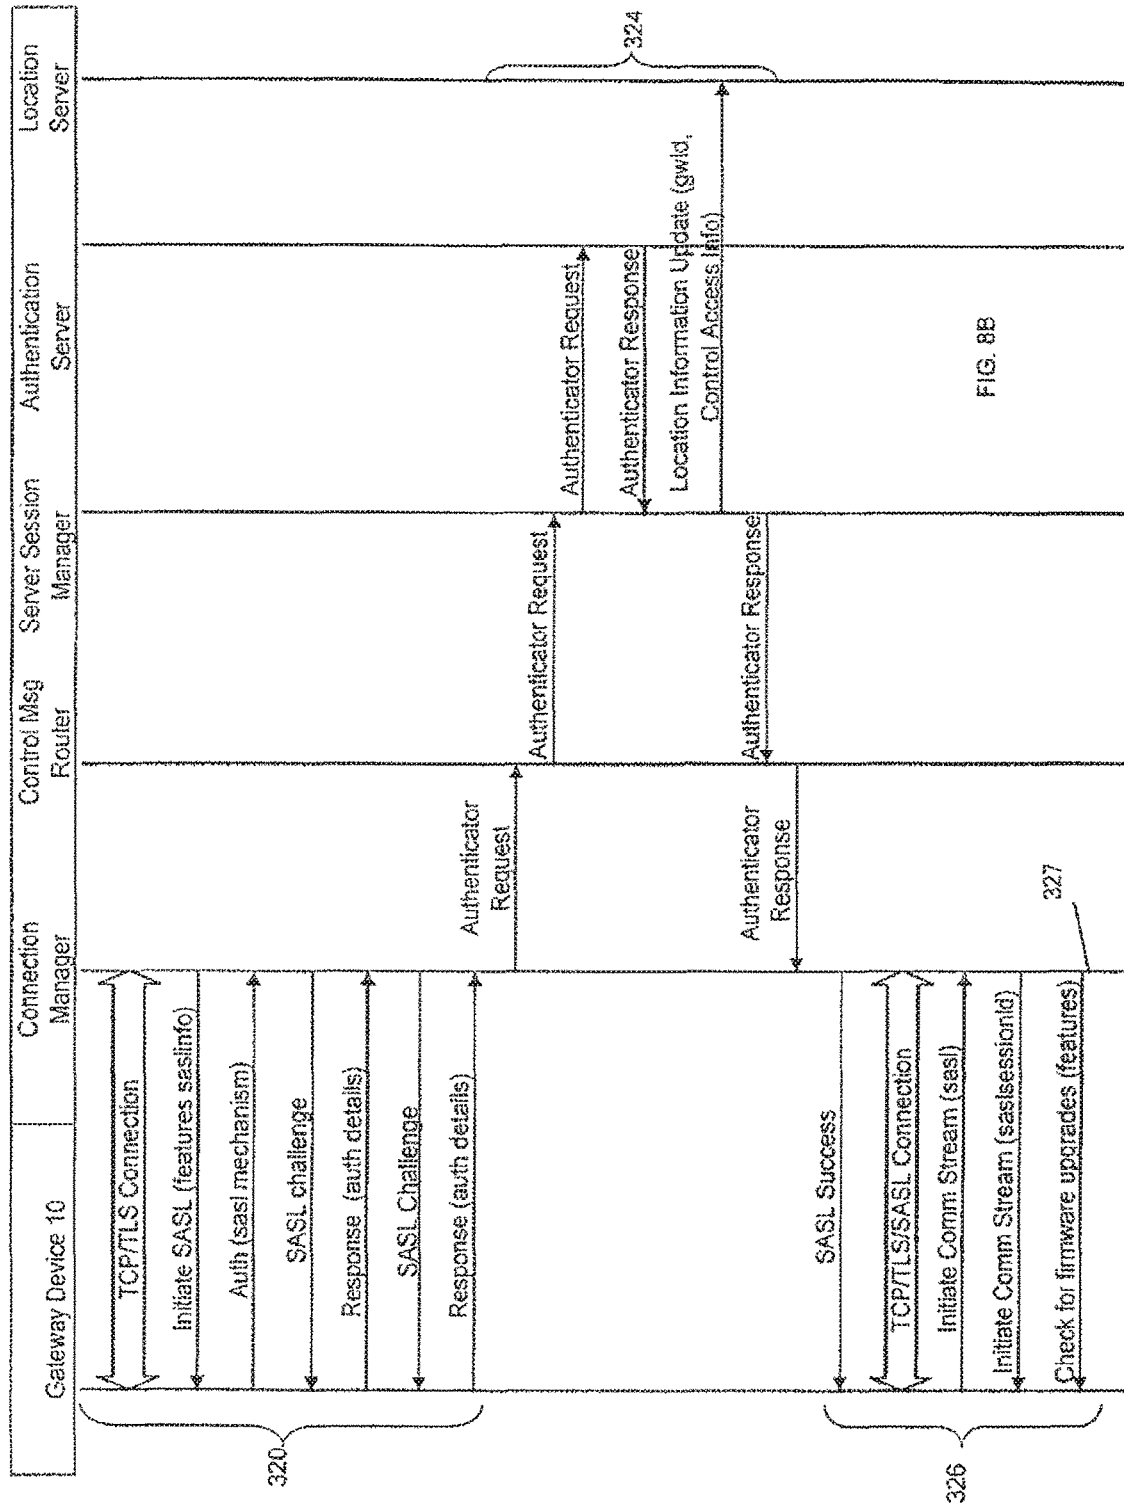 Gateway Device 10
Connection
Manager
Control Msg
Router
Server Session
Manager
Authentication
Server
Location
Server
320
TCP/TLS Connection
Initiate SASL (features saslinfo)
Auth (sasl mechanism)
SASL challenge
Response (auth details)
SASL Challenge
Response (auth details)
Authenticator
Request
Authenticator Request
Authenticator Request
324
Authenticator Response
Location Information Update (gwId,
Control Access Info)
Authenticator Response
Authenticator
Response
SASL Success
326
TCP/TLS/SASL Connection
Initiate Comm Stream (sasl)
Initiate Comm Stream (saslsessionId)
Check for firmware upgrades (features)
327
FIG. 8B